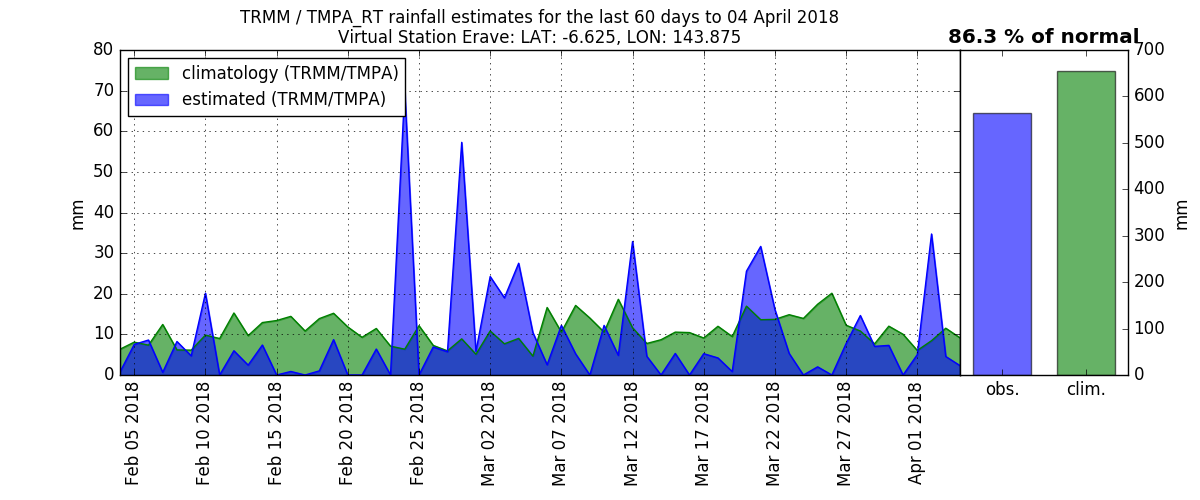 TRMM / TMPA_RT rainfall estimates for the last 60 days to 04 April 2018
Virtual Station Erave: LAT: -6.625, LON: 143.875
86.3 % of normal
climatology (TRMM/TMPA)
estimated (TRMM/TMPA)
80
70
60
50
40
30
20
10
0
mm
Feb 05 2018
Feb 10 2018
Feb 15 2018
Feb 20 2018
Feb 25 2018
Mar 02 2018
Mar 07 2018
Mar 12 2018
Mar 17 2018
Mar 22 2018
Mar 27 2018
Apr 01 2018
obs.
clim.
700
600
500
400
300
200
100
0
mm